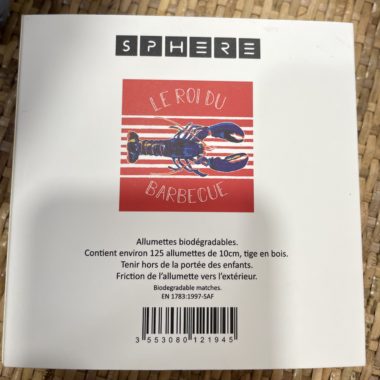 SPHERE
LE ROI DU
BARBECUE
Allumettes biodégradables.
Contient environ 125 allumettes de 10cm, tige en bois.
Tenir hors de la portée des enfants.
Friction de l'allumette vers l'extérieur.
Biodegradable matches.
EN 1783:1997-SAF
3 553080 121945